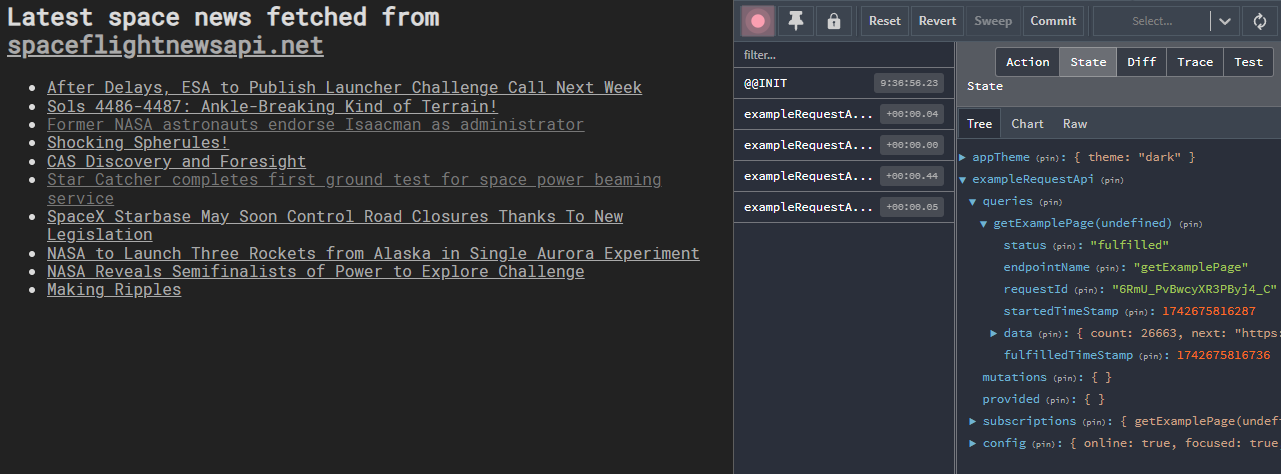 Latest space news fetched from
spaceflightnewsapi.net
After Delays, ESA to Publish Launcher Challenge Call Next Week
Sols 4486-4487: Ankle-Breaking Kind of Terrain!
Former NASA astronauts endorse Isaacman as administrator
Shocking Spherules!
CAS Discovery and Foresight
Star Catcher completes first ground test for space power beaming
service
SpaceX Starbase May Soon Control Road Closures Thanks To New
Legislation
NASA to Launch Three Rockets from Alaska in Single Aurora Experiment
NASA Reveals Semifinalists of Power to Explore Challenge
Making Ripples
Reset Revert Sweep Commit Select...
filter...
@@INIT 9:36:56.23
exampleRequestA... +00:00.04
exampleRequestA... +00:00.00
exampleRequestA... +00:00.44
exampleRequestA... +00:00.05
Action State Diff Trace Test
State
Tree Chart Raw
appTheme (pin): { theme: "dark" }
exampleRequestApi (pin)
queries (pin)
getExamplePage(undefined) (pin)
status (pin): "fulfilled"
endpointName (pin): "getExamplePage"
requestId (pin): "6RmU_PvBwcyXR3PByj4_C"
startedTimeStamp (pin): 1742675816287
data (pin): { count: 26663, next: "https:
fulfilledTimeStamp (pin): 1742675816736
mutations (pin): { }
provided (pin): { }
subscriptions (pin): { getExamplePage(undef
config (pin): { online: true, focused: true